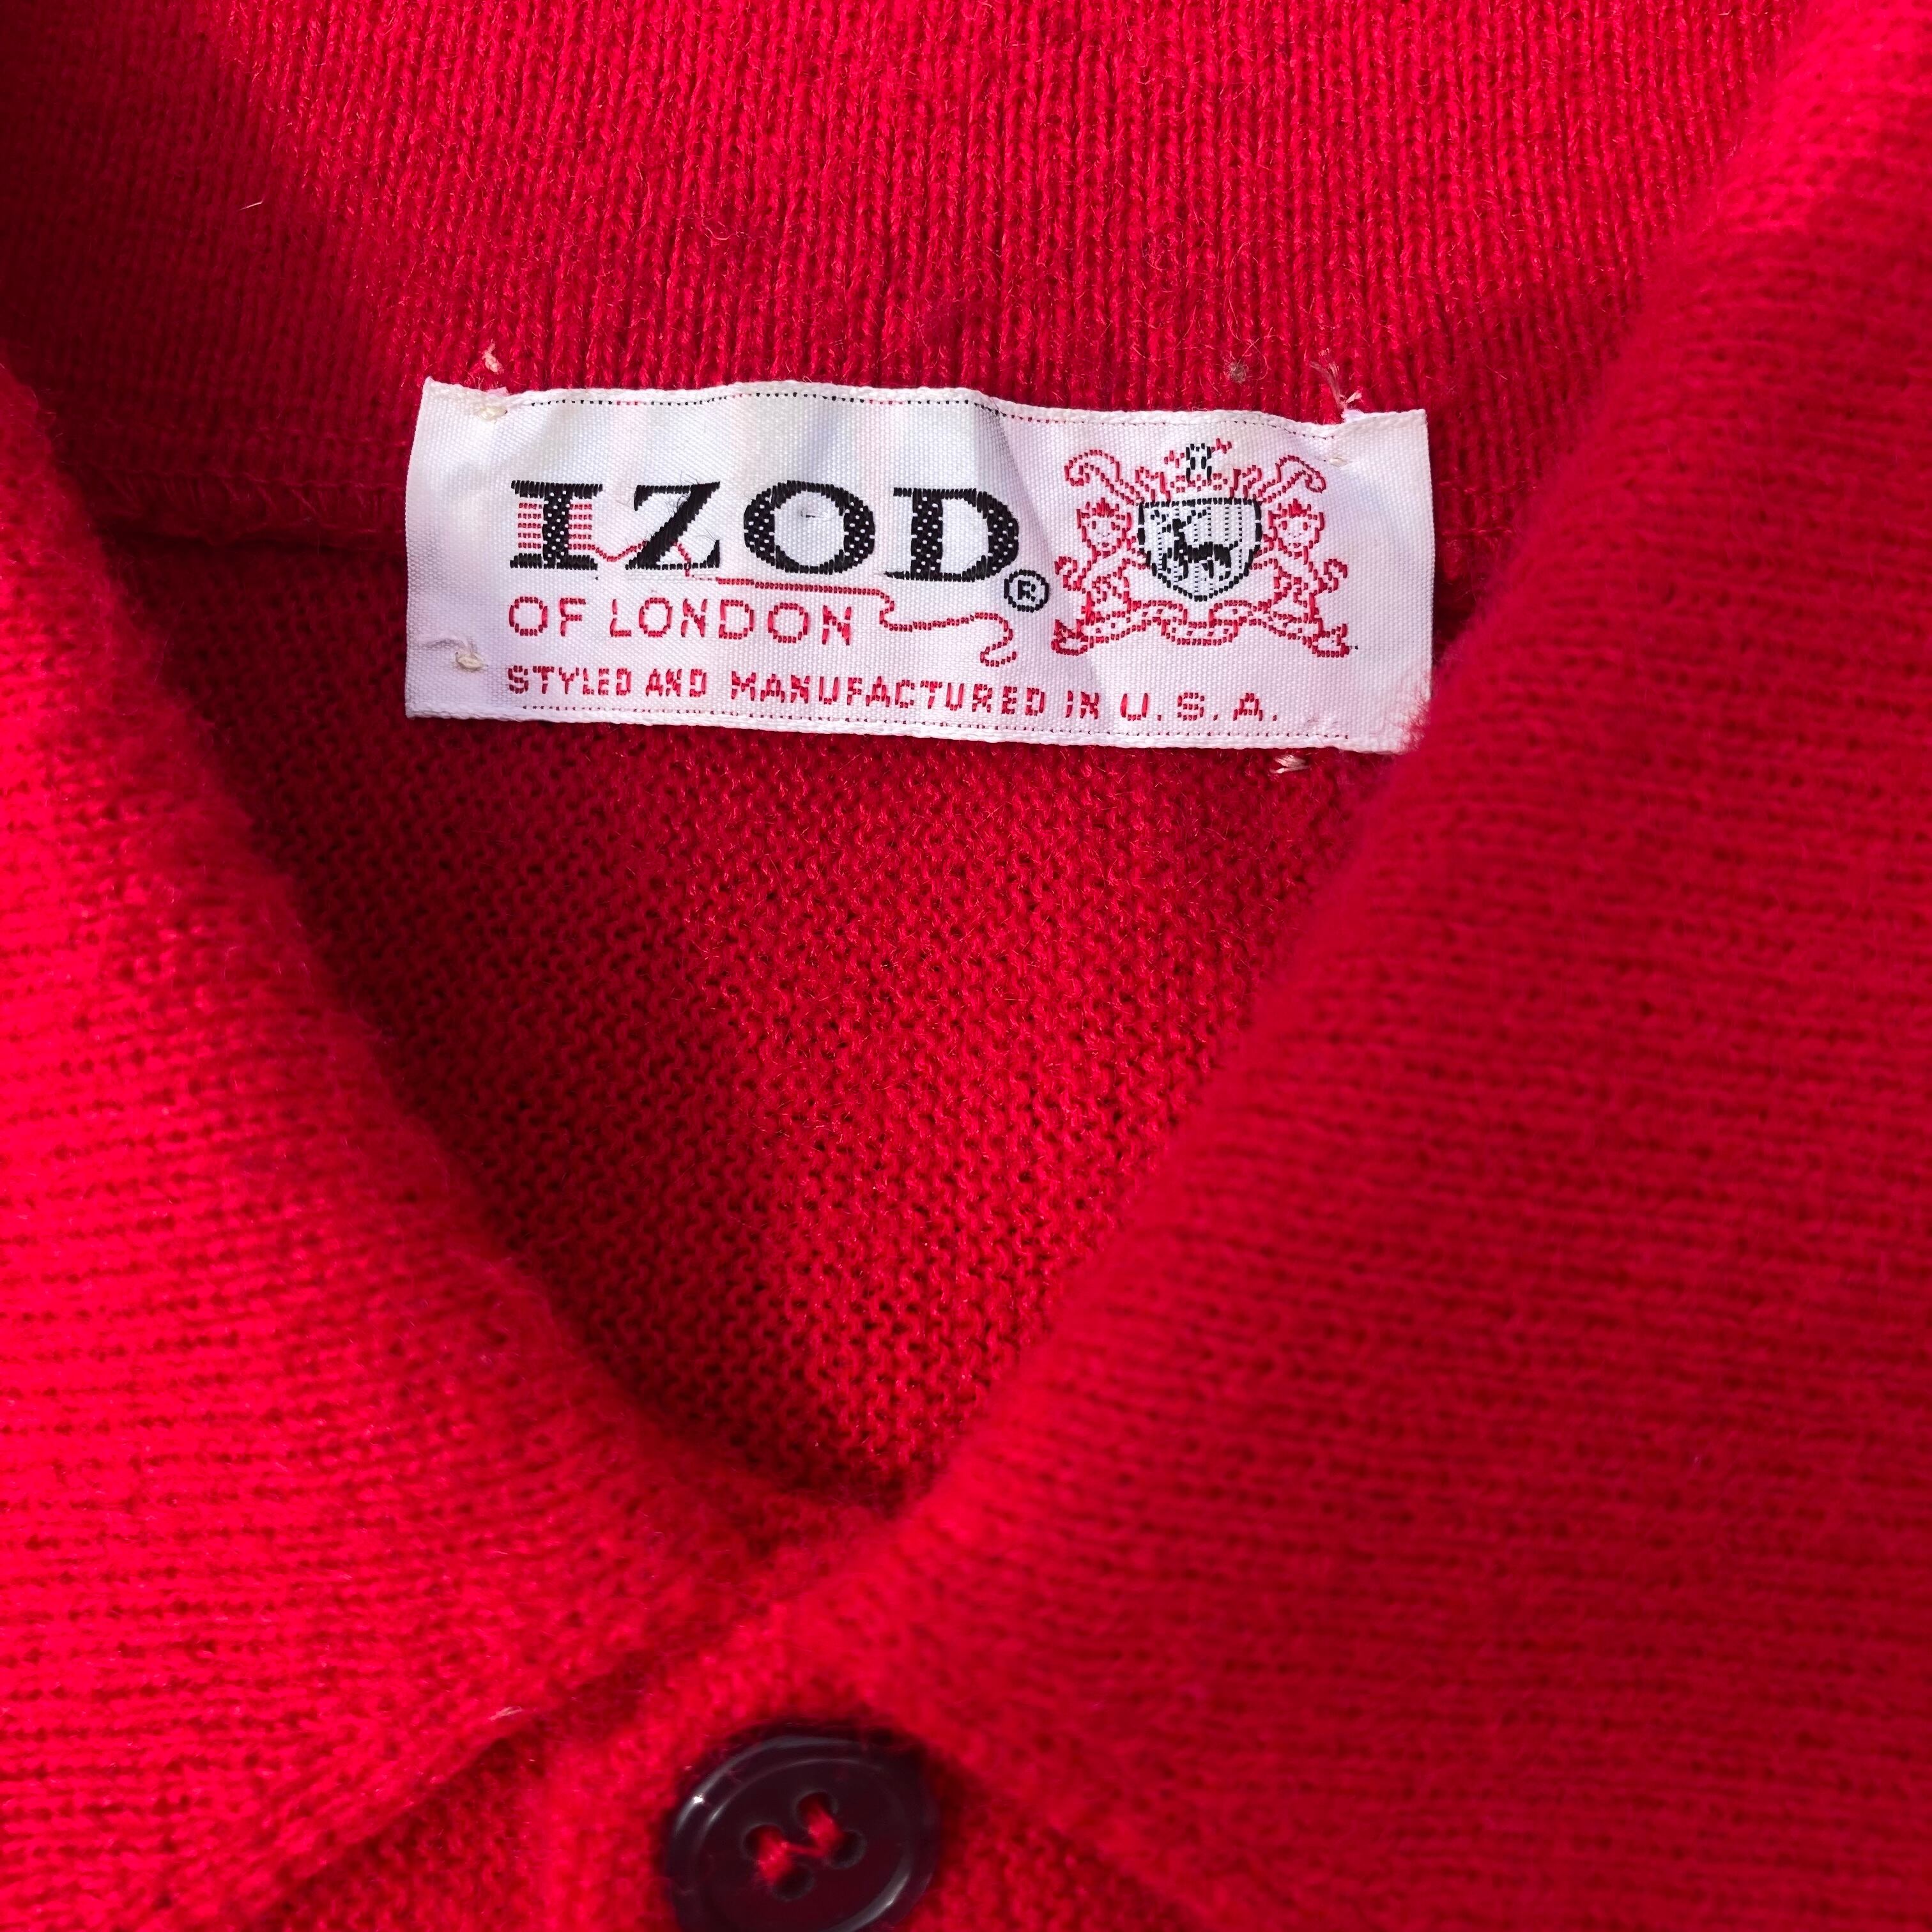 IZOD®
OF LONDON
STYLED AND MANUFACTURED IN U.S.A.